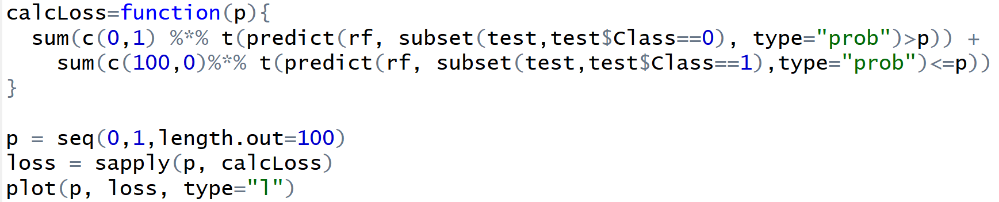 calcLoss=function(p){
  sum(c(0,1) %*% t(predict(rf, subset(test,test$Class==0), type="prob")>p)) +
    sum(c(100,0)%*% t(predict(rf, subset(test,test$Class==1),type="prob")<=p))
}

p = seq(0,1,length.out=100)
loss = sapply(p, calcLoss)
plot(p, loss, type="l")